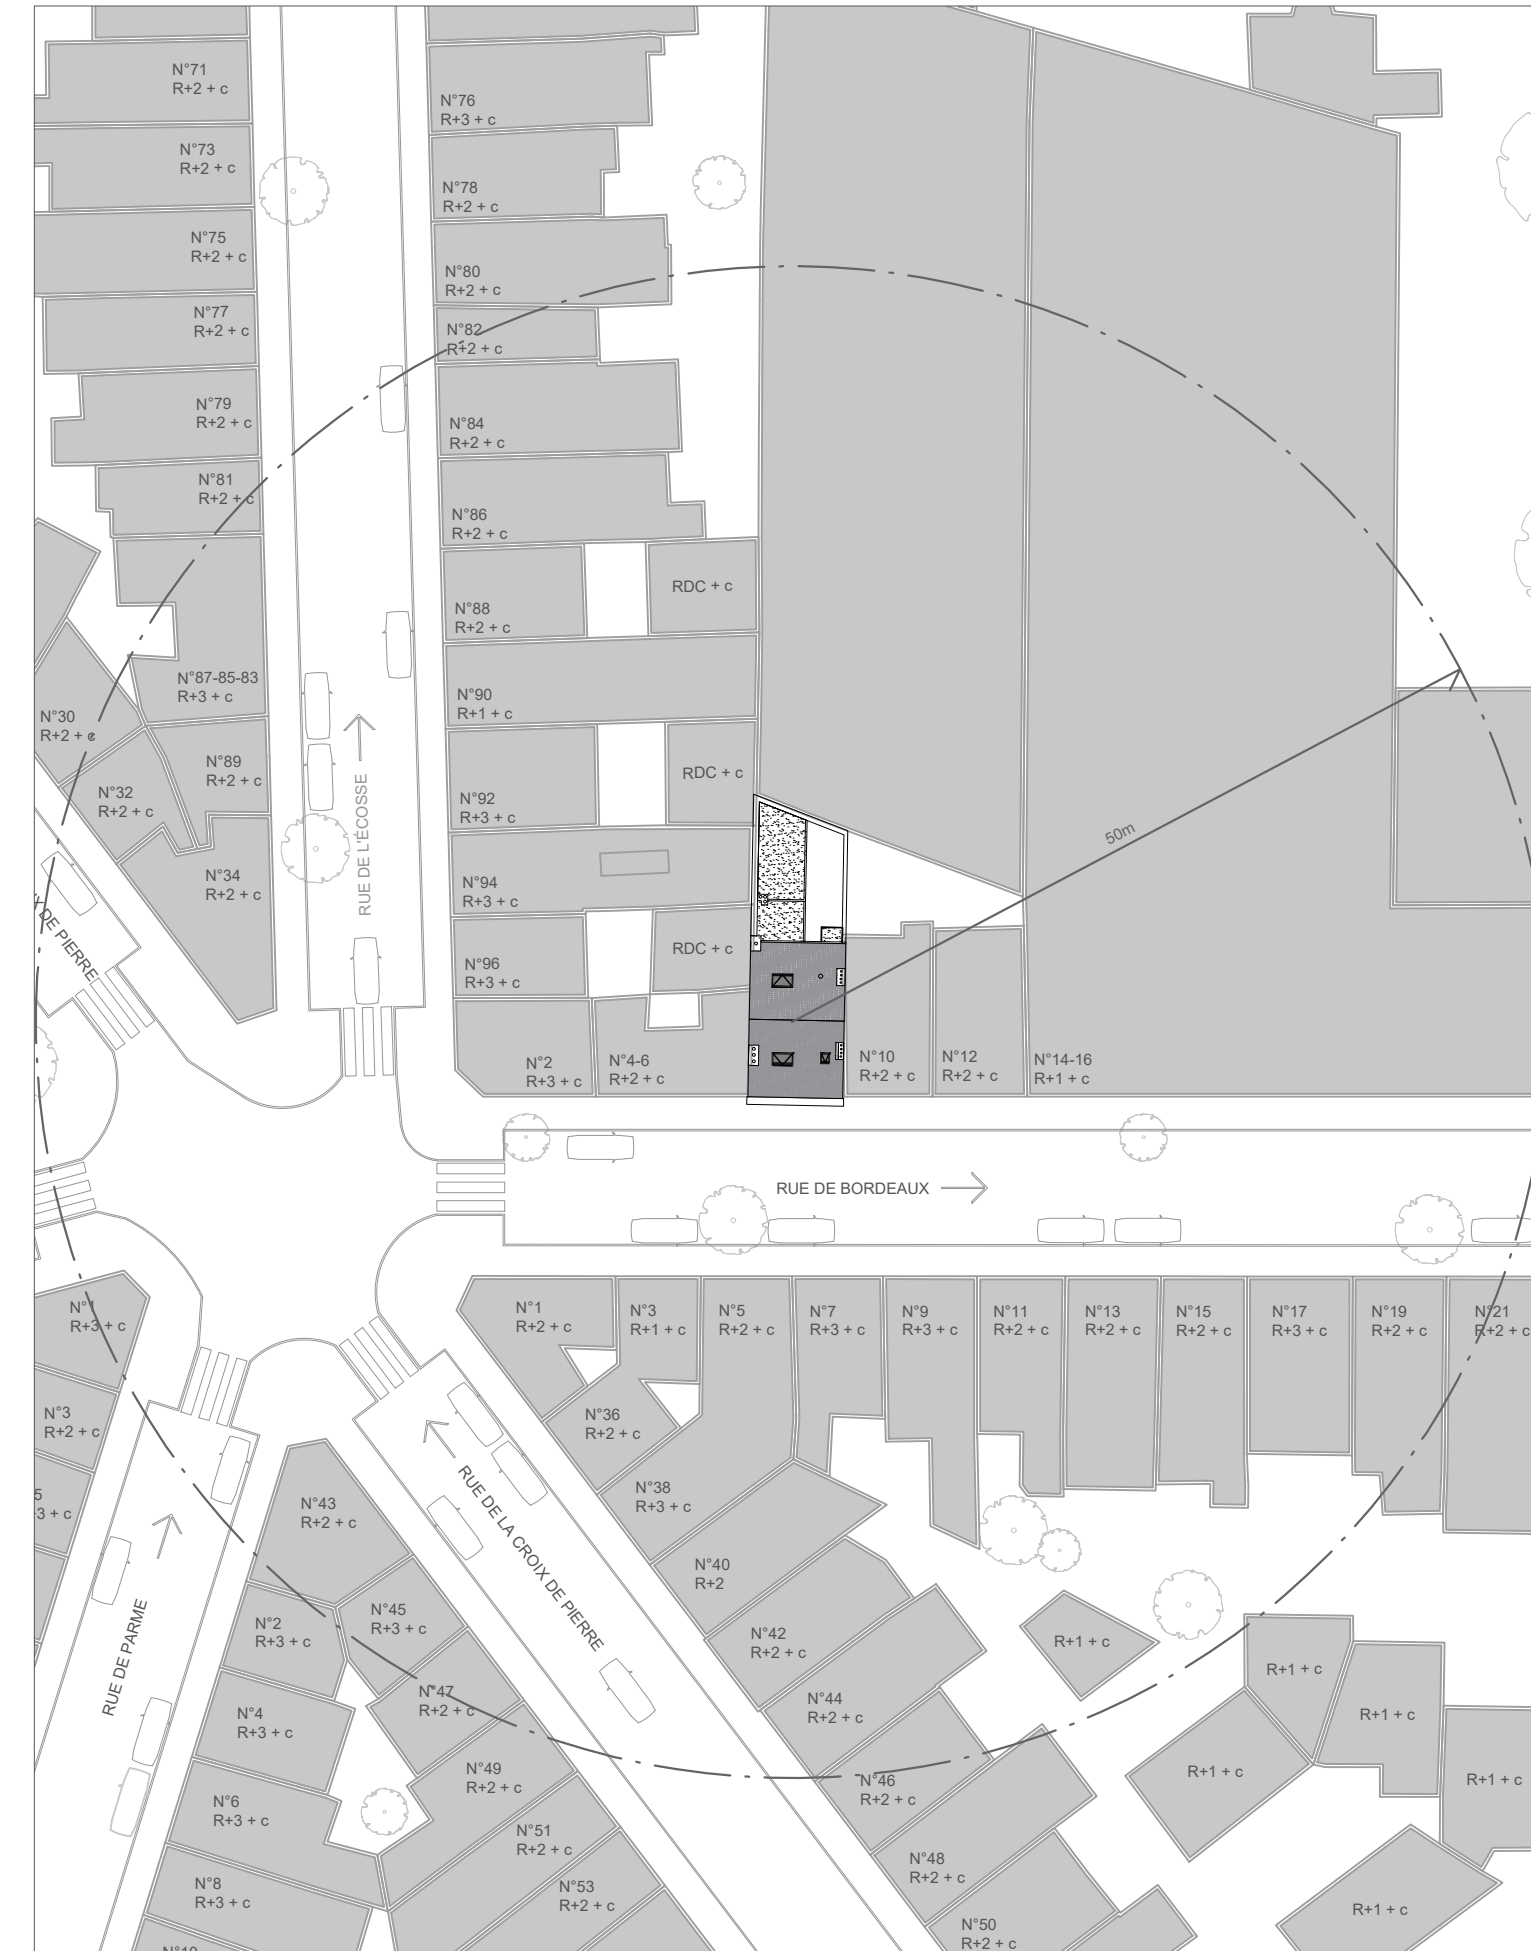 N°71
R+2 + c
N°73
R+2 + c
N°75
R+2 + c
N°77
R+2 + c
N°79
R+2 + c
N°81
R+2 + c
N°87-85-83
R+3 + c
N°89
R+2 + c
N°30
R+2 + c
N°32
R+2 + c
N°34
R+2 + c
N°76
R+3 + c
N°78
R+2 + c
N°80
R+2 + c
N°82
R+2 + c
N°84
R+2 + c
N°86
R+2 + c
N°88
R+2 + c
RDC + c
N°90
R+1 + c
N°92
R+3 + c
RDC + c
N°94
R+3 + c
N°96
R+3 + c
RDC + c
N°2
R+3 + c
N°4-6
R+2 + c
N°10
R+2 + c
N°12
R+2 + c
N°14-16
R+1 + c
50m
RUE DE L'ÉCOSSE
X DE PIERRE
RUE DE BORDEAUX
N°1
R+3 + c
N°3
R+2 + c
5
+3 + c
N°1
R+2 + c
N°3
R+1 + c
N°5
R+2 + c
N°7
R+3 + c
N°9
R+3 + c
N°11
R+2 + c
N°13
R+2 + c
N°15
R+2 + c
N°17
R+3 + c
N°19
R+2 + c
N°21
R+2 + c
N°36
R+2 + c
N°38
R+3 + c
N°40
R+2
N°42
R+2 + c
N°44
R+2 + c
N°46
R+2 + c
N°48
R+2 + c
N°50
R+2 + c
RUE DE LA CROIX DE PIERRE
RUE DE PARME
N°43
R+2 + c
N°45
R+3 + c
N°47
R+2 + c
N°49
R+2 + c
N°51
R+2 + c
N°53
R+2 + c
N°2
R+3 + c
N°4
R+3 + c
N°6
R+3 + c
N°8
R+3 + c
N°10
R+1 + c
R+1 + c
R+1 + c
R+1 + c
R+1 + c
R+1 + c